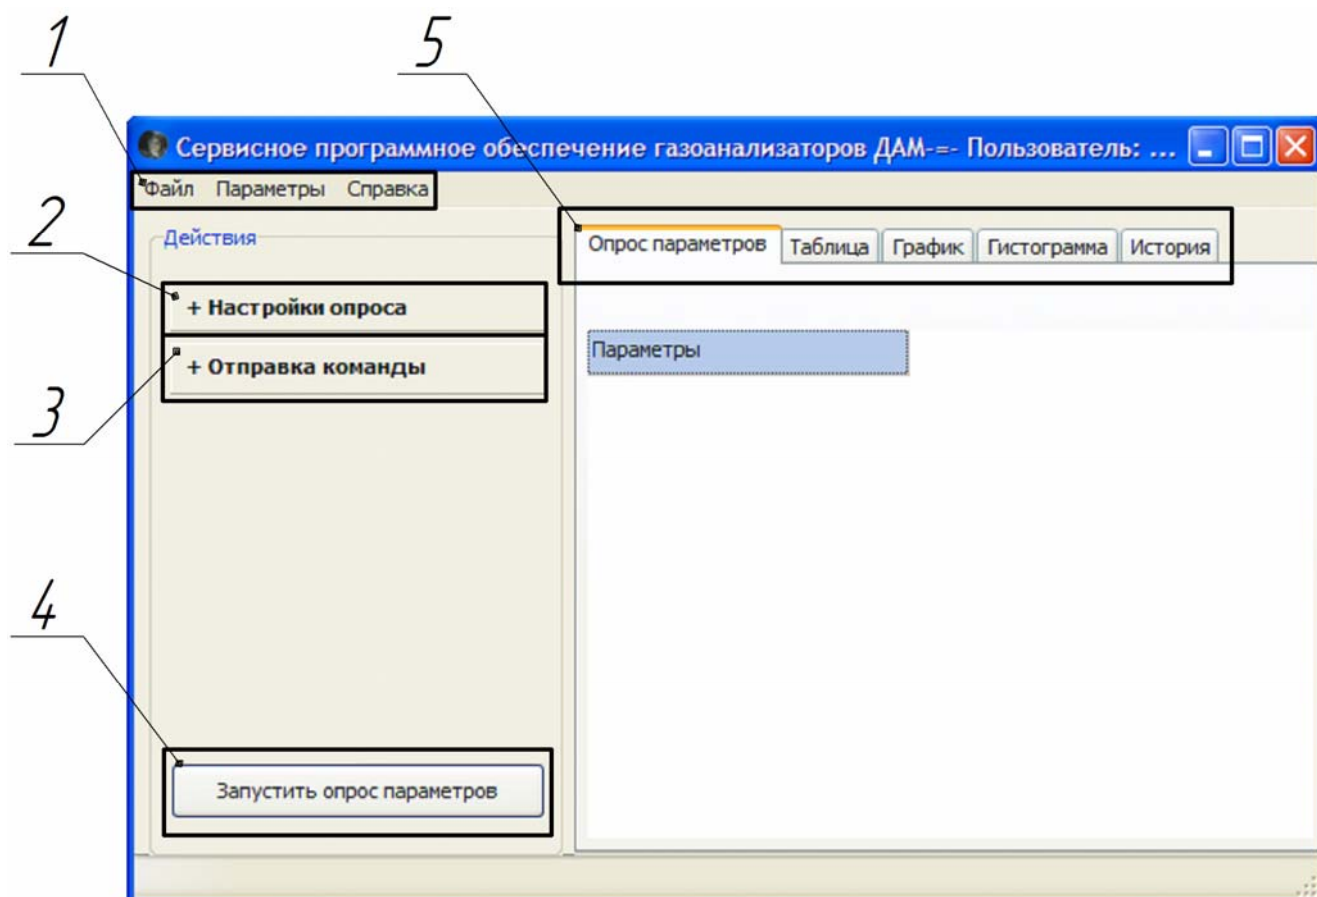 1
5
Сервисное программное обеспечение газоанализаторов ДАМ-=- Пользователь: ...
Файл Параметры Справка
2
Действия
Опрос параметров Таблица График Гистограмма История
+ Настройки опроса
Параметры
+ Отправка команды
3
4
Запустить опрос параметров